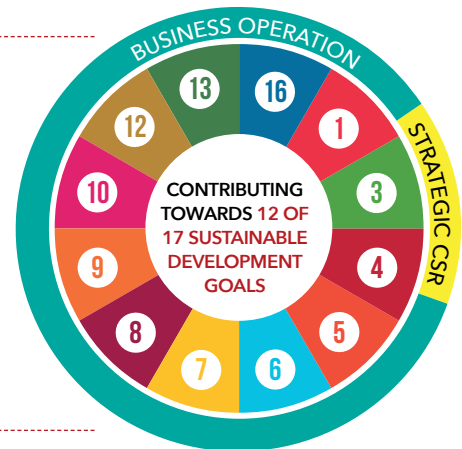 BUSINESS OPERATION
STRATEGIC CSR
16
1
3
4
5
6
7
8
9
10
12
13
CONTRIBUTING
TOWARDS 12 OF
17 SUSTAINABLE
DEVELOPMENT
GOALS